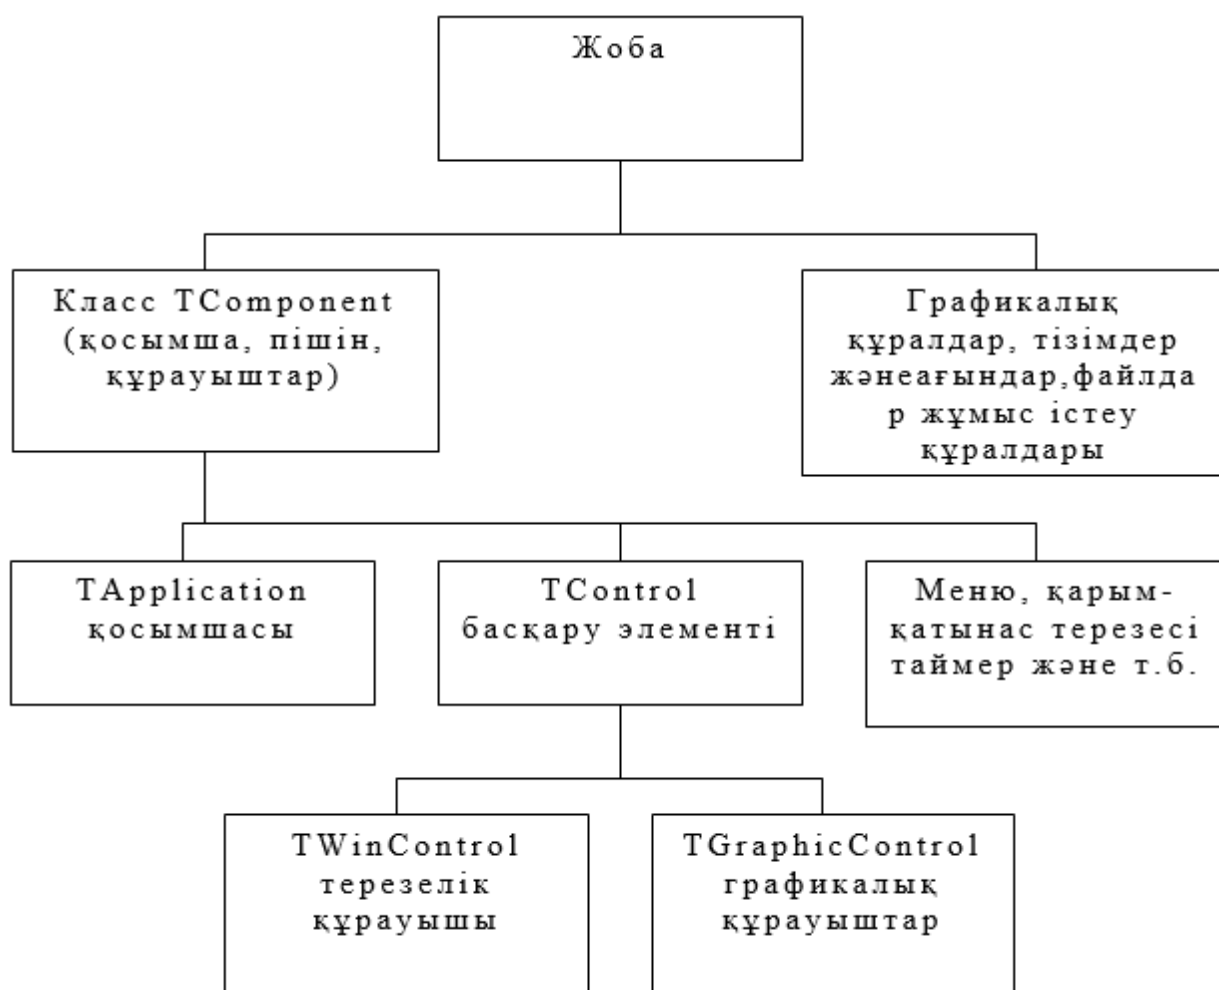 Жоба
Класс TComponent
(қосымша, пішін,
құрауыштар)
Графикалық
құралдар, тізімдер
жәнеағындар,файлда
р жұмыс істеу
құралдары
TApplication
қосымшасы
TControl
басқару элементі
Меню, қарым-
қатынас терезесі
таймер және т.б.
TWinControl
терезелік
құрауышы
TGraphicControl
графикалық
құрауыштар